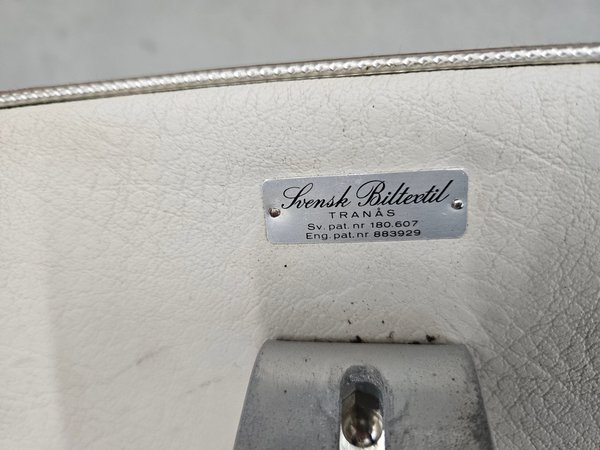 Svensk Biltextil
TRANÅS
Sv. pat. nr 180.607
Eng. pat. nr 883929